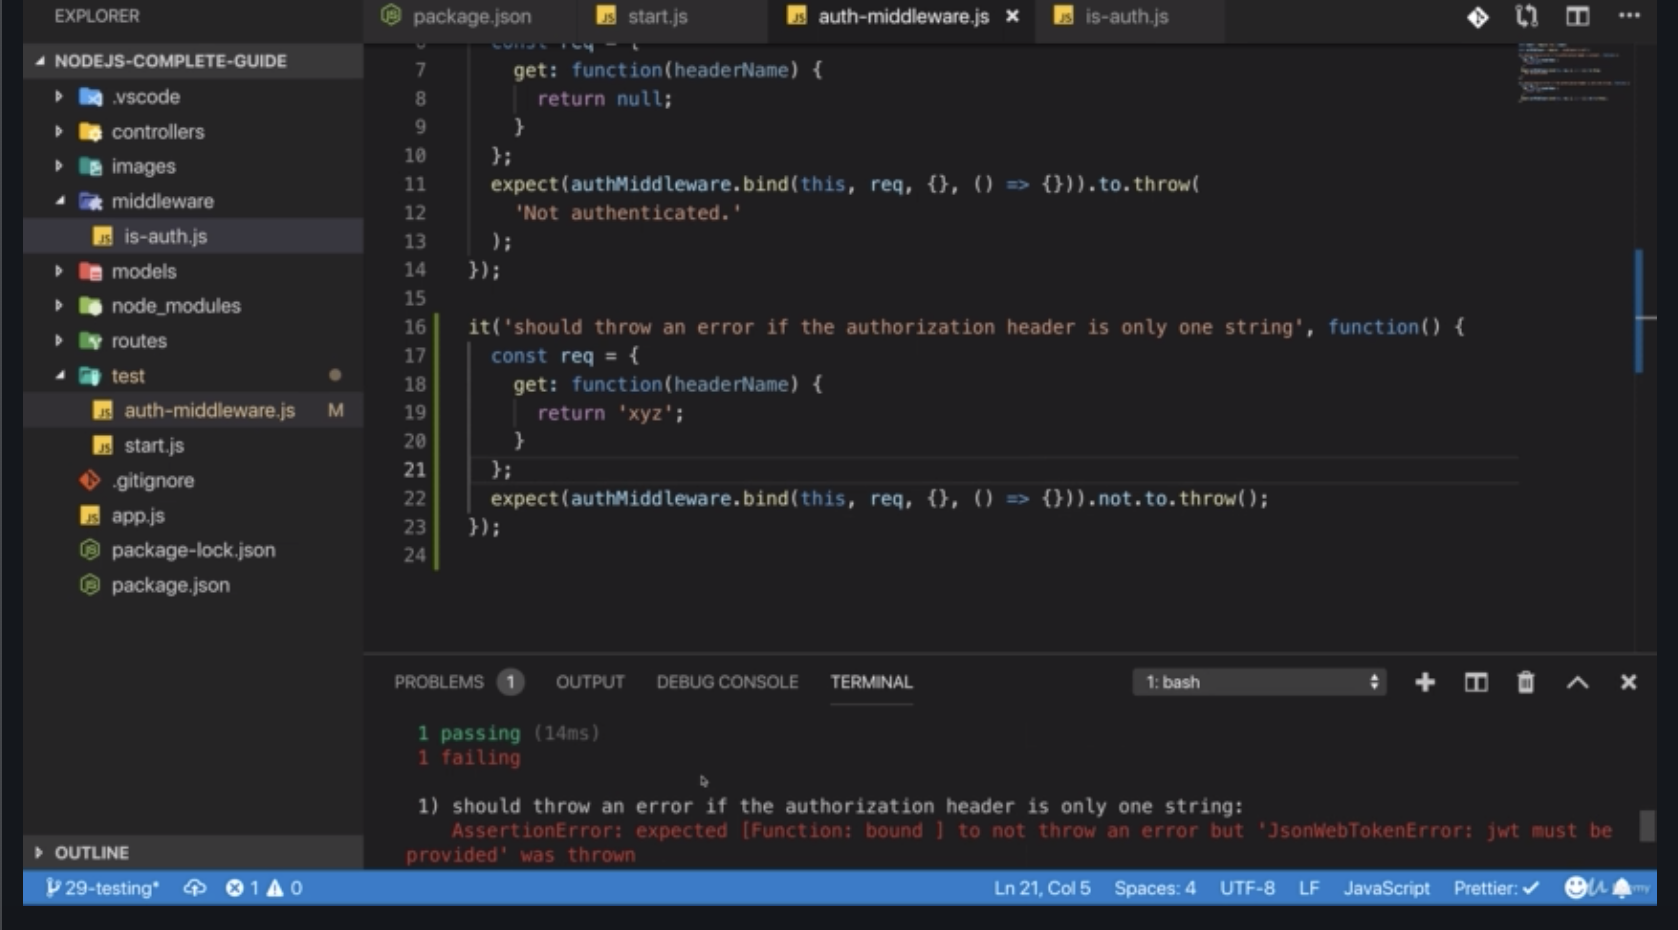 EXPLORER
NODEJS-COMPLETE-GUIDE
.vscode
controllers
images
middleware
is-auth.js
models
node_modules
routes
test
auth-middleware.js M
start.js
.gitignore
app.js
package-lock.json
package.json
OUTLINE
package.json start.js auth-middleware.js is-auth.js
6 const req = {
7 get: function(headerName) {
8 return null;
9 }
10 };
11 expect(authMiddleware.bind(this, req, {}, () => {})).to.throw(
12 'Not authenticated.'
13 );
14 });
15
16 it('should throw an error if the authorization header is only one string', function() {
17 const req = {
18 get: function(headerName) {
19 return 'xyz';
20 }
21 };
22 expect(authMiddleware.bind(this, req, {}, () => {})).not.to.throw();
23 });
24
PROBLEMS 1 OUTPUT DEBUG CONSOLE TERMINAL 1: bash
1 passing (14ms)
1 failing
1) should throw an error if the authorization header is only one string:
AssertionError: expected [Function: bound ] to not throw an error but 'JsonWebTokenError: jwt must be
provided' was thrown
29-testing* 1 0 Ln 21, Col 5 Spaces: 4 UTF-8 LF JavaScript Prettier: ✓